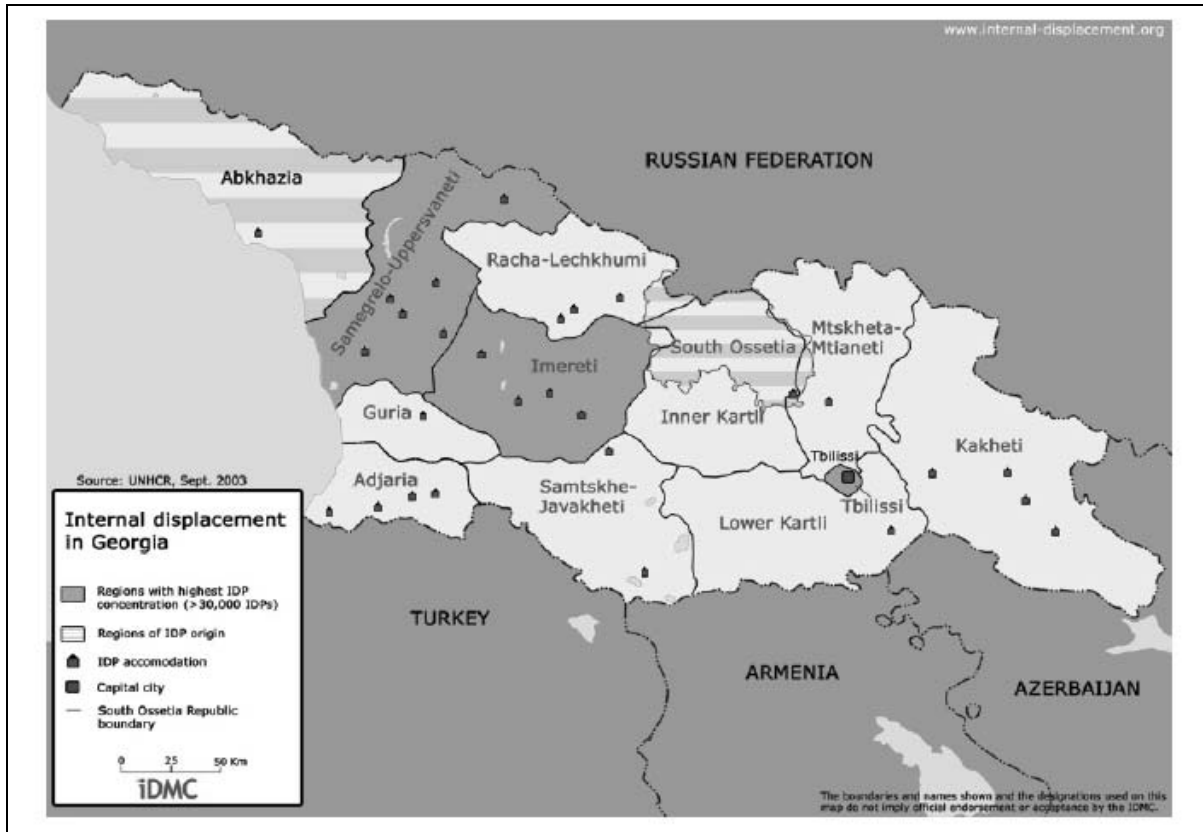 www.internal-displacement.org
RUSSIAN FEDERATION
Abkhazia
Samegrelo-Uppersvaneti
Racha-Lechkhumi
Mtskheta-
Mtianeti
South Ossetia
Imereti
Guria
Inner Kartli
Kakheti
Tbilissi
Adjaria
Samtskhe-
Javakheti
Lower Kartli
Tbilissi
Source: UNHCR, Sept. 2003
Internal displacement
in Georgia
Regions with highest IDP
concentration (>30,000 IDPs)
Regions of IDP origin
IDP accomodation
Capital city
South Ossetia Republic
boundary
0 25 50 Km
iDMC
TURKEY
ARMENIA
AZERBAIJAN
The boundaries and names shown and the designations used on this
map do not imply official endorsement or acceptance by the IDMC.